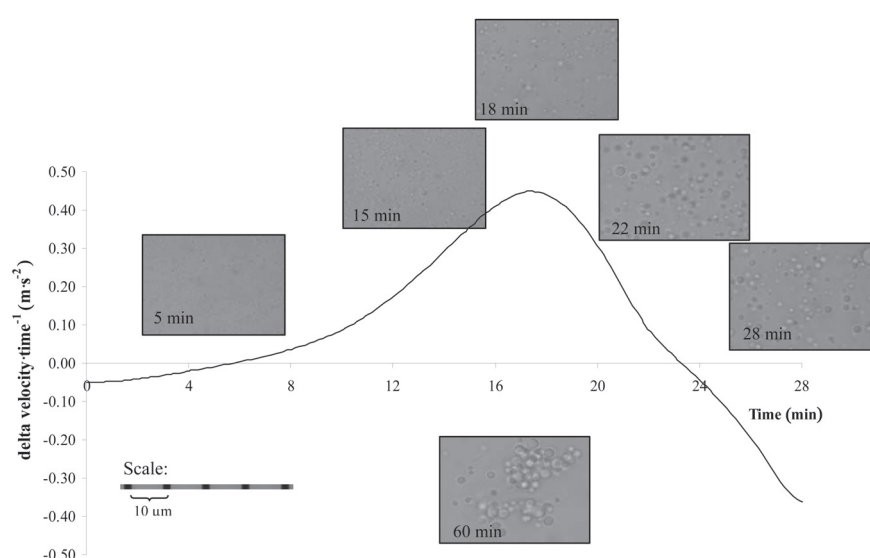 18 min
15 min
22 min
5 min
28 min
60 min
delta velocity·time⁻¹ (m·s⁻²)
0.50
0.40
0.30
0.20
0.10
0.00
-0.10
-0.20
-0.30
-0.40
-0.50
0 4 8 12 16 20 24 28
Time (min)
Scale:
10 um